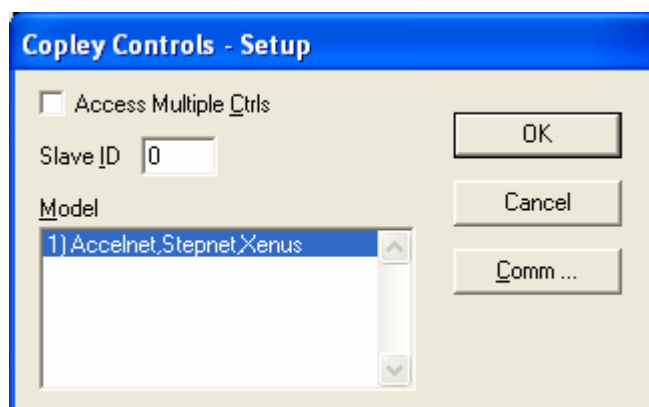 Copley Controls - Setup
Access Multiple Ctrls
Slave ID 0
Model
1) Accelnet,Stepnet,Xenus
OK
Cancel
Comm ...